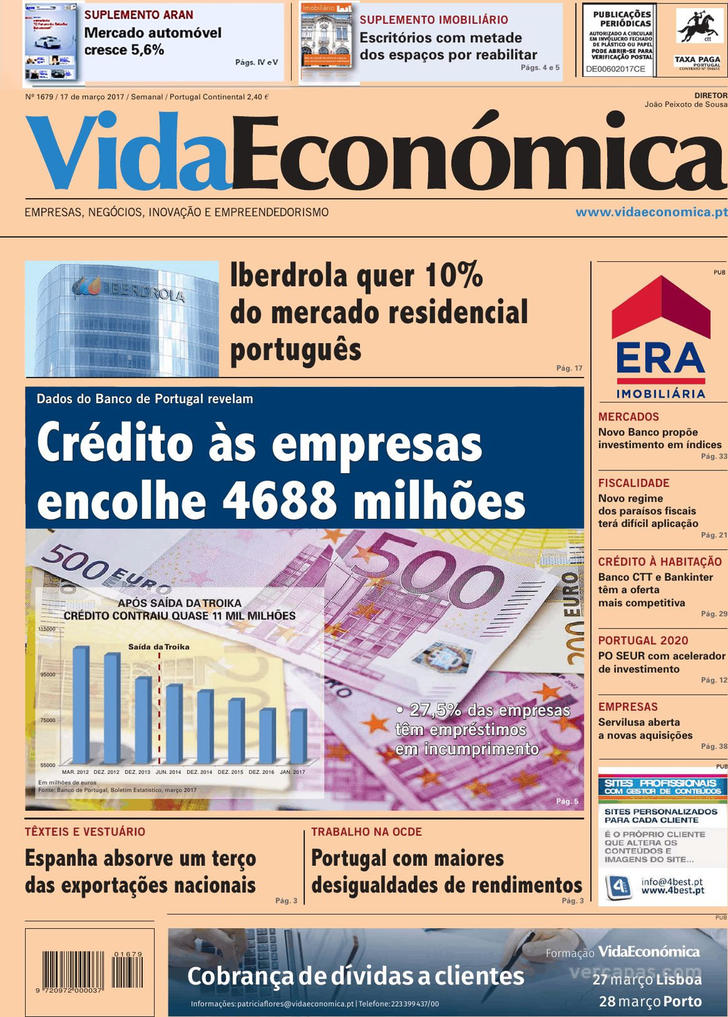 SUPLEMENTO ARAN
Mercado automóvel
cresce 5,6%
Págs. IV e V
Imobiliário
SUPLEMENTO IMOBILIÁRIO
Escritórios com metade
dos espaços por reabilitar
Págs. 4 e 5
PUBLICAÇÕES
PERIÓDICAS
AUTORIZADO A CIRCULAR
EM INVÓLUCRO FECHADO
DE PLÁSTICO OU PAPEL
PODE ABRIR-SE PARA
VERIFICAÇÃO POSTAL
DE00602017CE
ctt
TAXA PAGA
PORTUGAL
Nº 1679 / 17 de março 2017 / Semanal / Portugal Continental 2,40 €
DIRETOR
João Peixoto de Sousa
VidaEconómica
EMPRESAS, NEGÓCIOS, INOVAÇÃO E EMPREENDEDORISMO
www.vidaeconomica.pt
IBERDROLA
Iberdrola quer 10%
do mercado residencial
português
Pág. 17
Dados do Banco de Portugal revelam
Crédito às empresas
encolhe 4688 milhões
500 EURO
500
200 EURO
APÓS SAÍDA DA TROIKA
CRÉDITO CONTRAIU QUASE 11 MIL MILHÕES
115000
95000
75000
55000
Saída da Troika
MAR. 2012 DEZ. 2012 DEZ. 2013 JUN. 2014 DEZ. 2014 DEZ. 2015 DEZ. 2016 JAN. 2017
Em milhões de euros
Fonte: Banco de Portugal, Boletim Estatístico, março 2017
• 27,5% das empresas
têm empréstimos
em incumprimento
Pág. 5
TÊXTEIS E VESTUÁRIO
Espanha absorve um terço
das exportações nacionais
Pág. 3
TRABALHO NA OCDE
Portugal com maiores
desigualdades de rendimentos
Pág. 3
PUB
ERA
IMOBILIÁRIA
MERCADOS
Novo Banco propõe
investimento em índices
Pág. 33
FISCALIDADE
Novo regime
dos paraísos fiscais
terá difícil aplicação
Pág. 21
CRÉDITO À HABITAÇÃO
Banco CTT e Bankinter
têm a oferta
mais competitiva
Pág. 29
PORTUGAL 2020
PO SEUR com acelerador
de investimento
Pág. 12
EMPRESAS
Servilusa aberta
a novas aquisições
Pág. 38
PUB
SITES PROFISSIONAIS
COM GESTOR DE CONTEÚDOS
SITES PERSONALIZADOS
PARA CADA CLIENTE
É O PRÓPRIO CLIENTE
QUE ALTERA OS
CONTEÚDOS E
IMAGENS DO SITE...
4
info@4best.pt
www.4best.pt
PUB
01679
9 720972 000037
Cobrança de dívidas a clientes
Informações: patriciaflores@vidaeconomica.pt | Telefone: 223 399 437/00
Formação VidaEconómica
vercapas.com
27 março Lisboa
28 março Porto